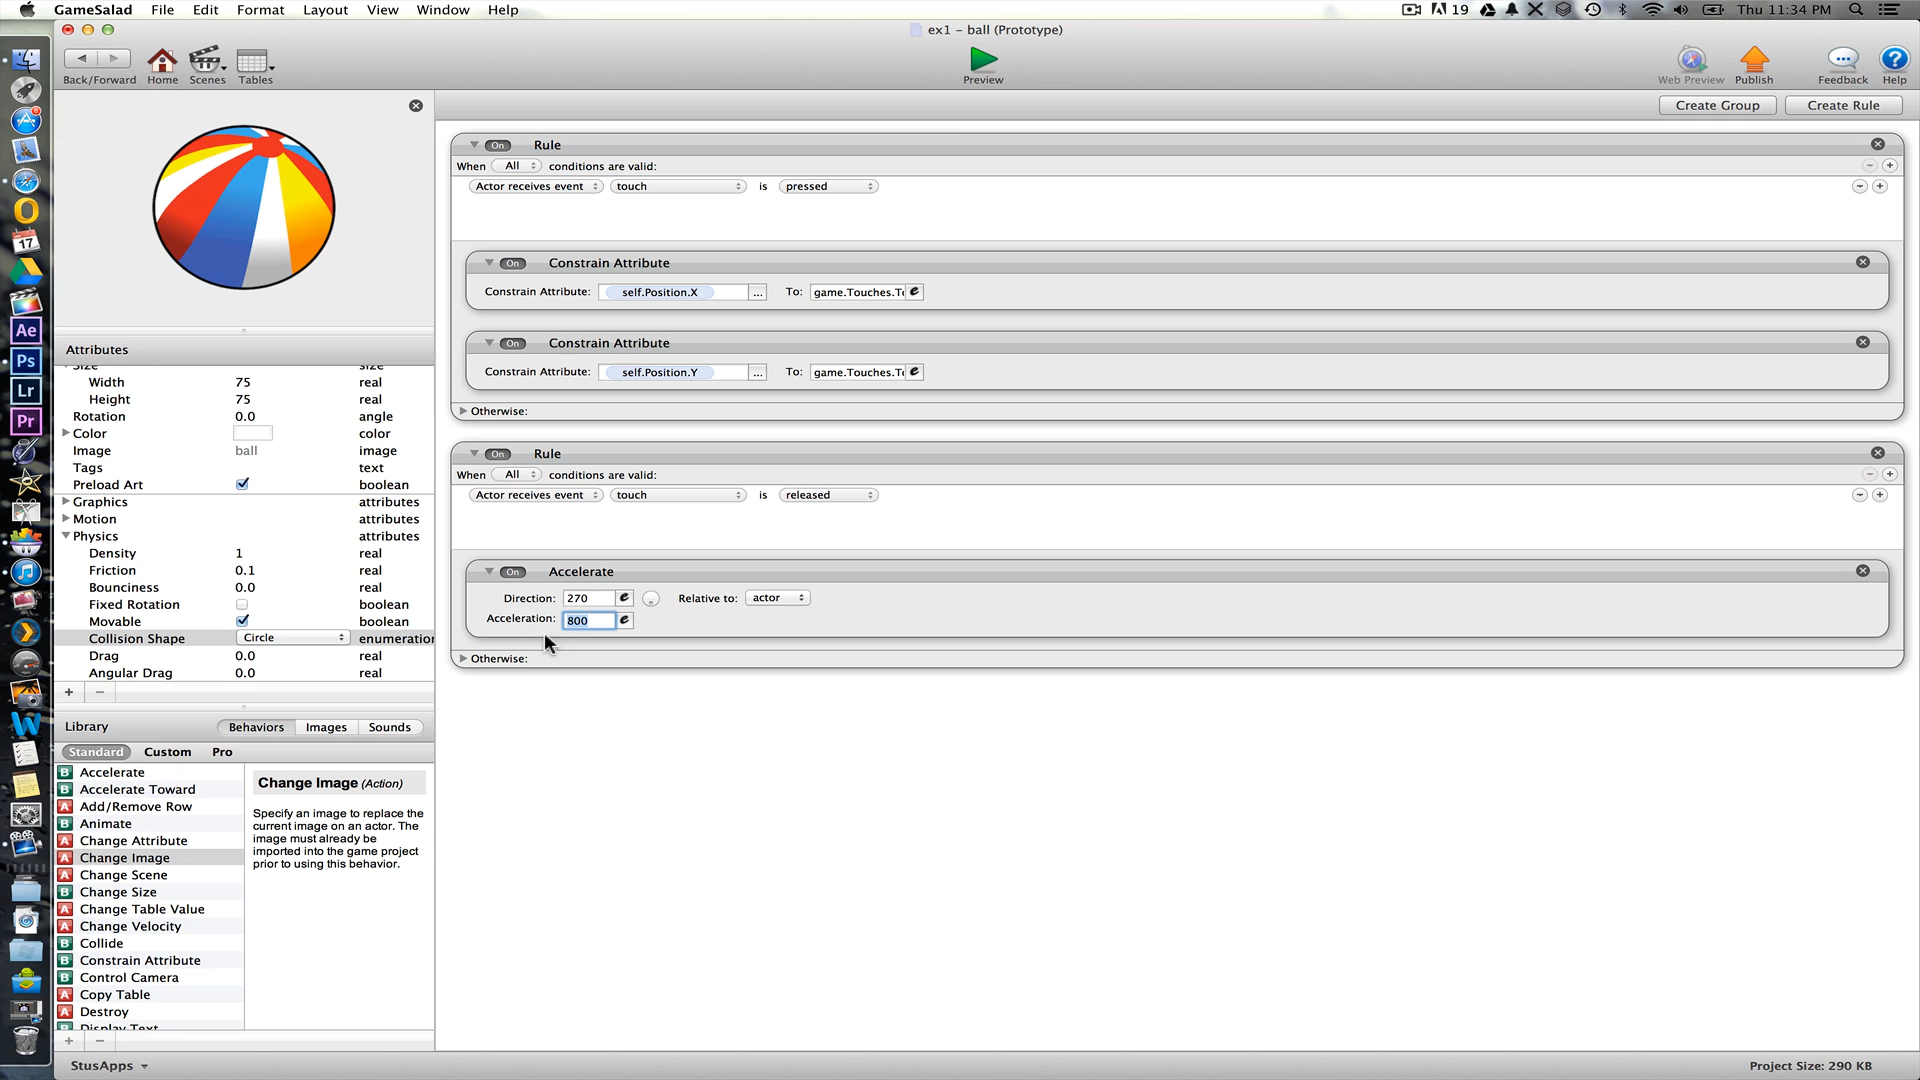 GameSalad File Edit Format Layout View Window Help 19 Thu 11:34 PM
ex1 – ball (Prototype)
Back/Forward Home Scenes Tables Preview Web Preview Publish Feedback Help
Create Group Create Rule
On Rule
When All conditions are valid:
Actor receives event touch is pressed
On Constrain Attribute
Constrain Attribute: self.Position.X ... To: game.Touches.To e
On Constrain Attribute
Constrain Attribute: self.Position.Y ... To: game.Touches.To e
Otherwise:
On Rule
When All conditions are valid:
Actor receives event touch is released
On Accelerate
Direction: 270 e Relative to: actor
Acceleration: 800 e
Otherwise:
Attributes
Size size
Width 75 real
Height 75 real
Rotation 0.0 angle
Color color
Image ball image
Tags text
Preload Art boolean
Graphics attributes
Motion attributes
Physics attributes
Density 1 real
Friction 0.1 real
Bounciness 0.0 real
Fixed Rotation boolean
Movable boolean
Collision Shape Circle enumeration
Drag 0.0 real
Angular Drag 0.0 real
+ −
Library Behaviors Images Sounds
Standard Custom Pro
B Accelerate
B Accelerate Toward
A Add/Remove Row
B Animate
A Change Attribute
A Change Image
A Change Scene
B Change Size
A Change Table Value
A Change Velocity
B Collide
B Constrain Attribute
B Control Camera
A Copy Table
A Destroy
B Display Text
Change Image (Action)
Specify an image to replace the
current image on an actor. The
image must already be
imported into the game project
prior to using this behavior.
+ −
StusApps Project Size: 290 KB
17
Ae
Ps
Lr
Pr
W